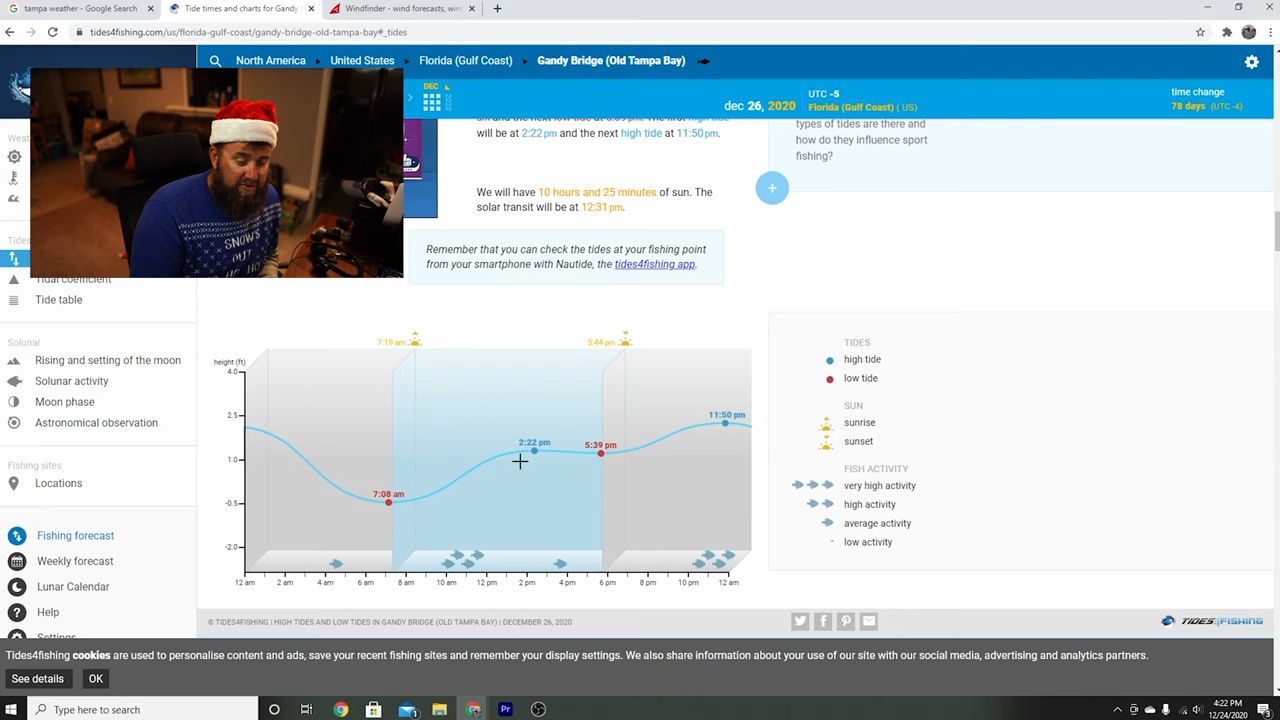 tampa weather - Google Search
Tide times and charts for Gandy
Windfinder - wind forecasts, win
tides4fishing.com/us/florida-gulf-coast/gandy-bridge-old-tampa-bay#_tides
North America
United States
Florida (Gulf Coast)
Gandy Bridge (Old Tampa Bay)
DEC
2020
dec 26, 2020
UTC -5
Florida (Gulf Coast) ( US)
time change
78 days (UTC -4)
will be at 2:22 pm and the next high tide at 11:50 pm.
We will have 10 hours and 25 minutes of sun. The
solar transit will be at 12:31 pm.
types of tides are there and
how do they influence sport
fishing?
+
Remember that you can check the tides at your fishing point
from your smartphone with Nautide, the tides4fishing app.
SNOW'S
OUT
HO HO HO
Tides
Tidal coefficient
Tide table
Solunar
Rising and setting of the moon
Solunar activity
Moon phase
Astronomical observation
Fishing sites
Locations
Fishing forecast
Weekly forecast
Lunar Calendar
Help
Settings
height (ft)
4.0
2.5
1.0
-0.5
-2.0
7:19 am
5:44 pm
7:08 am
2:22 pm
5:39 pm
11:50 pm
12 am 2 am 4 am 6 am 8 am 10 am 12 pm 2 pm 4 pm 6 pm 8 pm 10 pm 12 am
TIDES
high tide
low tide
SUN
sunrise
sunset
FISH ACTIVITY
very high activity
high activity
average activity
low activity
© TIDES4FISHING | HIGH TIDES AND LOW TIDES IN GANDY BRIDGE (OLD TAMPA BAY) | DECEMBER 26, 2020
TIDES4FISHING
Tides4fishing cookies are used to personalise content and ads, save your recent fishing sites and remember your display settings. We also share information about your use of our site with our social media, advertising and analytics partners.
See details
OK
Type here to search
Pr
4:22 PM
12/24/2020